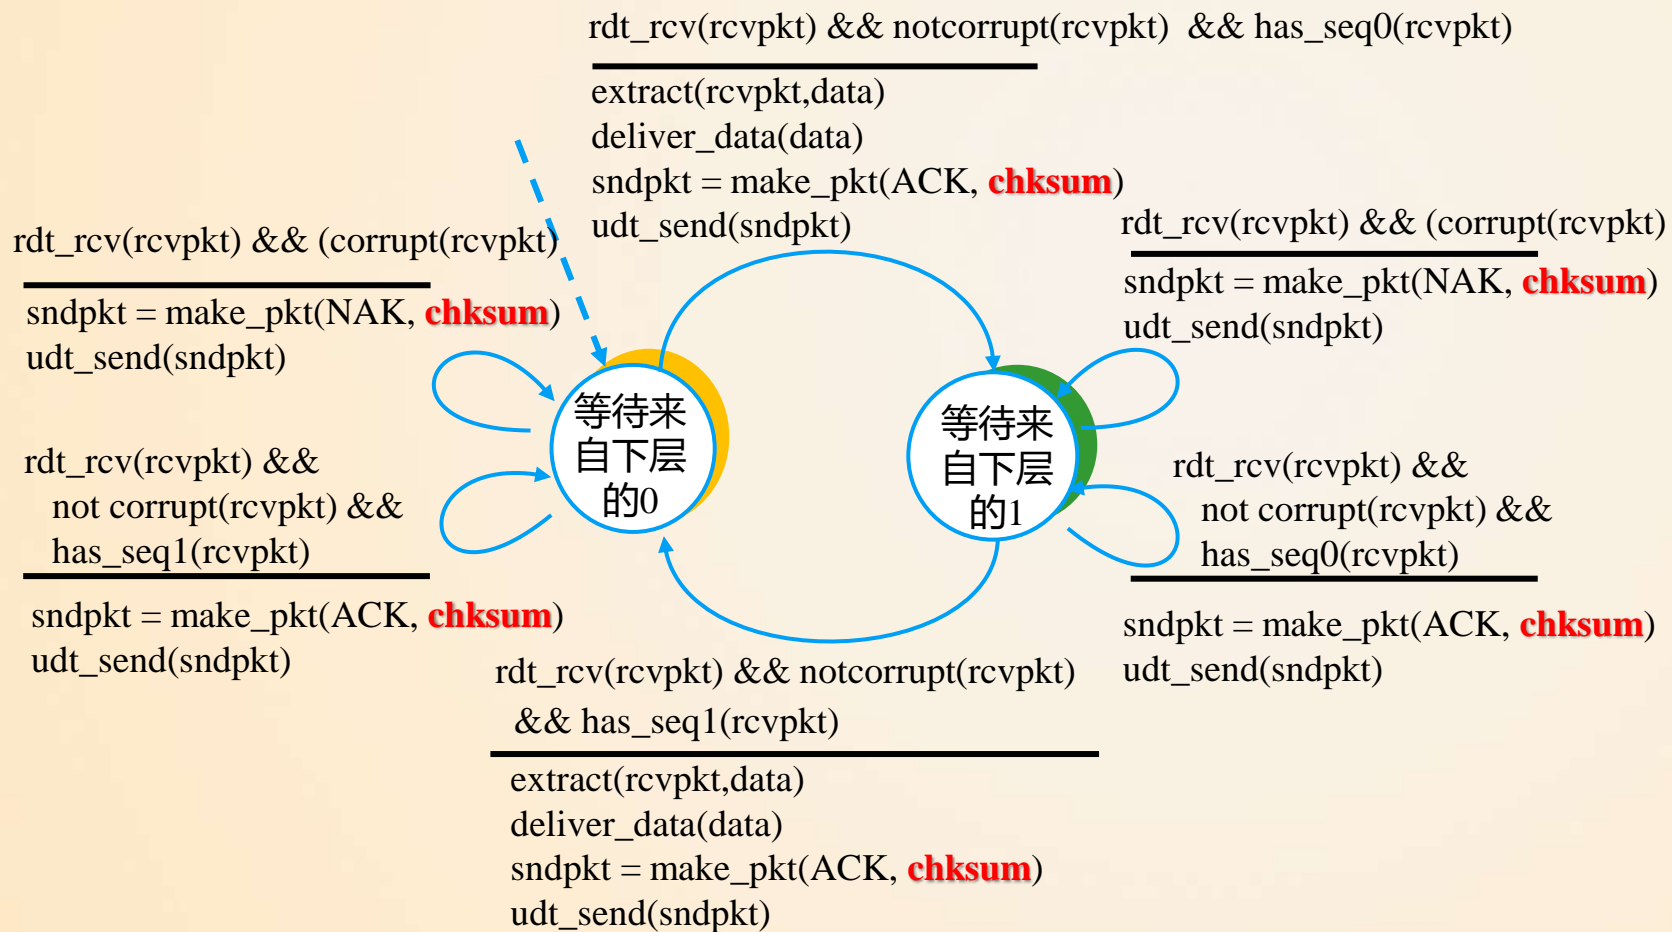 rdt_rcv(rcvpkt) && notcorrupt(rcvpkt)  && has_seq0(rcvpkt)
extract(rcvpkt,data)
deliver_data(data)
sndpkt = make_pkt(ACK, chksum)
udt_send(sndpkt)
rdt_rcv(rcvpkt) && (corrupt(rcvpkt)
sndpkt = make_pkt(NAK, chksum)
udt_send(sndpkt)
rdt_rcv(rcvpkt) && (corrupt(rcvpkt)
sndpkt = make_pkt(NAK, chksum)
udt_send(sndpkt)
等待来
自下层
的0
等待来
自下层
的1
rdt_rcv(rcvpkt) &&
not corrupt(rcvpkt) &&
has_seq1(rcvpkt)
sndpkt = make_pkt(ACK, chksum)
udt_send(sndpkt)
rdt_rcv(rcvpkt) &&
not corrupt(rcvpkt) &&
has_seq0(rcvpkt)
sndpkt = make_pkt(ACK, chksum)
udt_send(sndpkt)
rdt_rcv(rcvpkt) && notcorrupt(rcvpkt)
&& has_seq1(rcvpkt)
extract(rcvpkt,data)
deliver_data(data)
sndpkt = make_pkt(ACK, chksum)
udt_send(sndpkt)